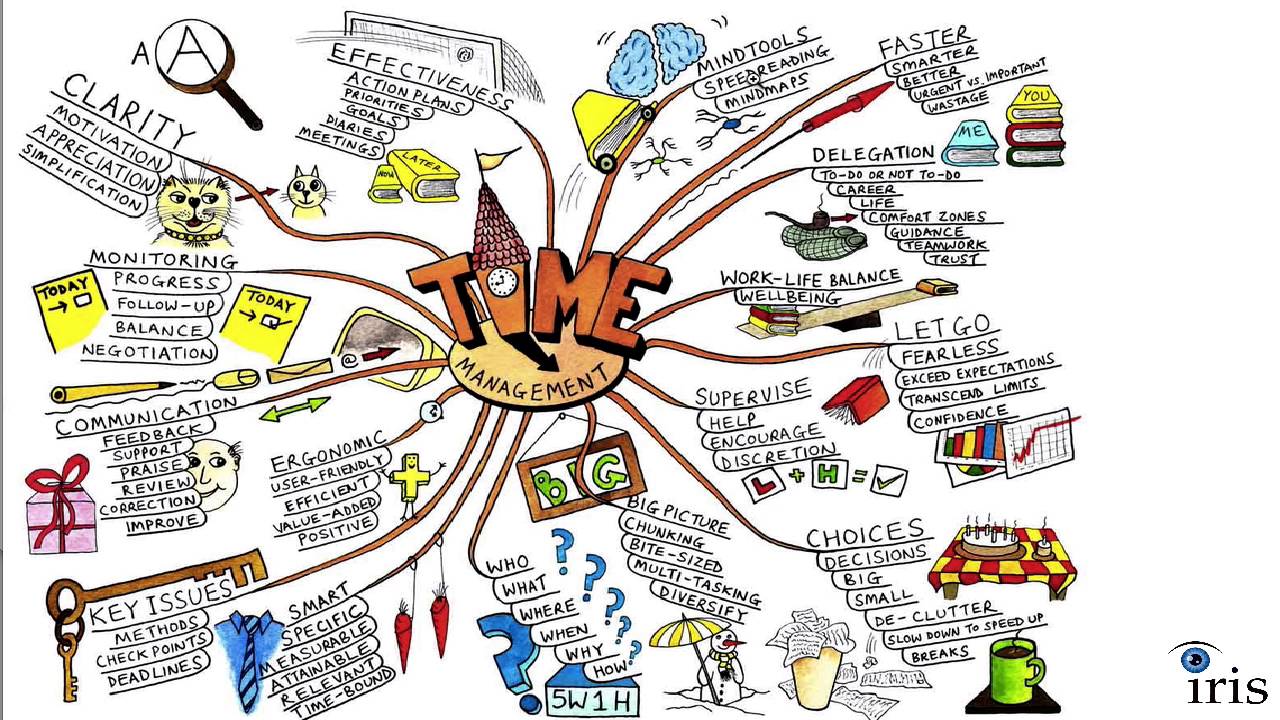 TIME
MANAGEMENT
A A
CLARITY
MOTIVATION
APPRECIATION
SIMPLIFICATION
EFFECTIVENESS
ACTION PLANS
PRIORITIES
GOALS
DIARIES
MEETINGS
NOW
LATER
MINDTOOLS
SPEEDREADING
MINDMAPS
FASTER
SMARTER
BETTER
URGENT VS. IMPORTANT
WASTAGE
YOU
ME
DELEGATION
TO-DO OR NOT TO-DO
CAREER
LIFE
COMFORT ZONES
GUIDANCE
TEAMWORK
TRUST
WORK-LIFE BALANCE
WELLBEING
LET GO
FEARLESS
EXCEED EXPECTATIONS
TRANSCEND LIMITS
CONFIDENCE
SUPERVISE
HELP
ENCOURAGE
DISCRETION
L + H = ✓
CHOICES
DECISIONS
BIG
SMALL
DE-CLUTTER
SLOW DOWN TO SPEED UP
BREAKS
BIG
BIG PICTURE
CHUNKING
BITE-SIZED
MULTI-TASKING
DIVERSIFY
WHO
WHAT
WHERE
WHEN
WHY
HOW
? ? ? ? ? ? ?
5W1H
SMART
SPECIFIC
MEASURABLE
ATTAINABLE
RELEVANT
TIME-BOUND
KEY ISSUES
METHODS
CHECKPOINTS
DEADLINES
ERGONOMIC
USER-FRIENDLY
EFFICIENT
VALUE-ADDED
POSITIVE
COMMUNICATION
FEEDBACK
SUPPORT
PRAISE
REVIEW
CORRECTION
IMPROVE
@
MONITORING
PROGRESS
FOLLOW-UP
BALANCE
NEGOTIATION
TODAY
TODAY
iris